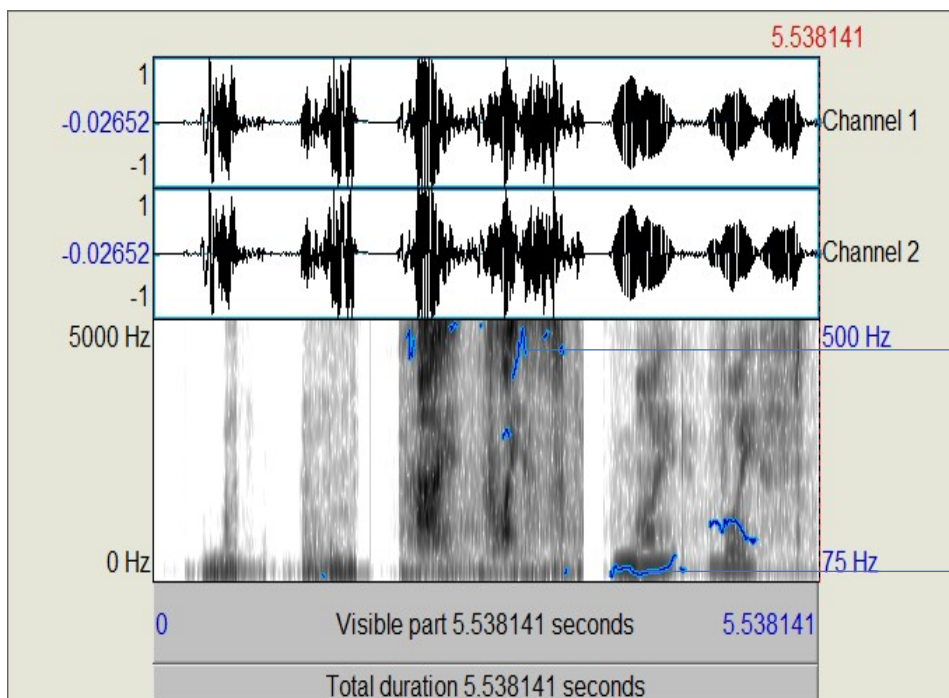 5.538141
1
-0.02652
-1
Channel 1
1
-0.02652
-1
Channel 2
5000 Hz
500 Hz
0 Hz
75 Hz
0
Visible part 5.538141 seconds
5.538141
Total duration 5.538141 seconds